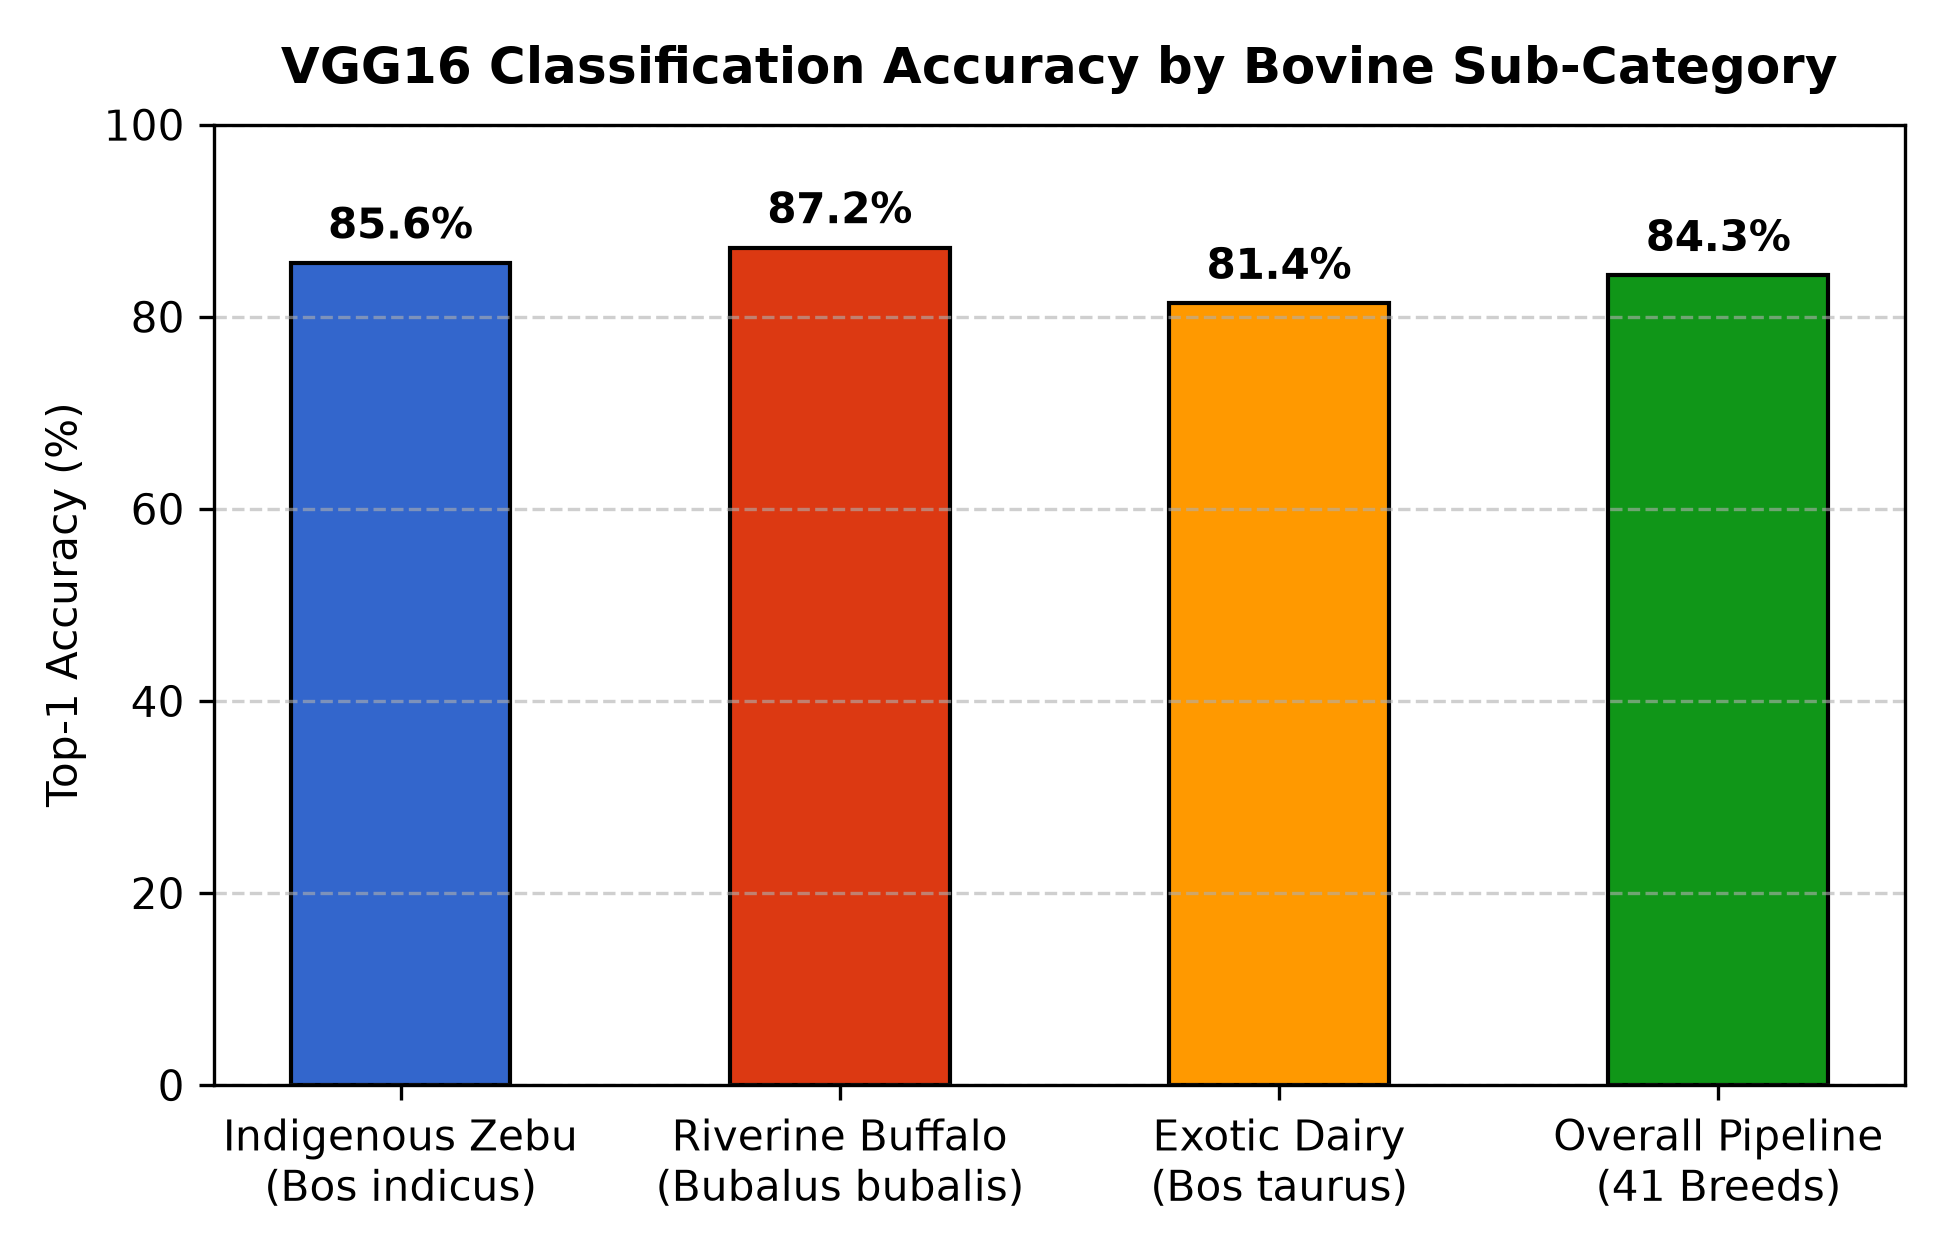 VGG16 Classification Accuracy by Bovine Sub-Category
Top-1 Accuracy (%)
100
80
60
40
20
0
85.6%
87.2%
81.4%
84.3%
Indigenous Zebu
(Bos indicus)
Riverine Buffalo
(Bubalus bubalis)
Exotic Dairy
(Bos taurus)
Overall Pipeline
(41 Breeds)